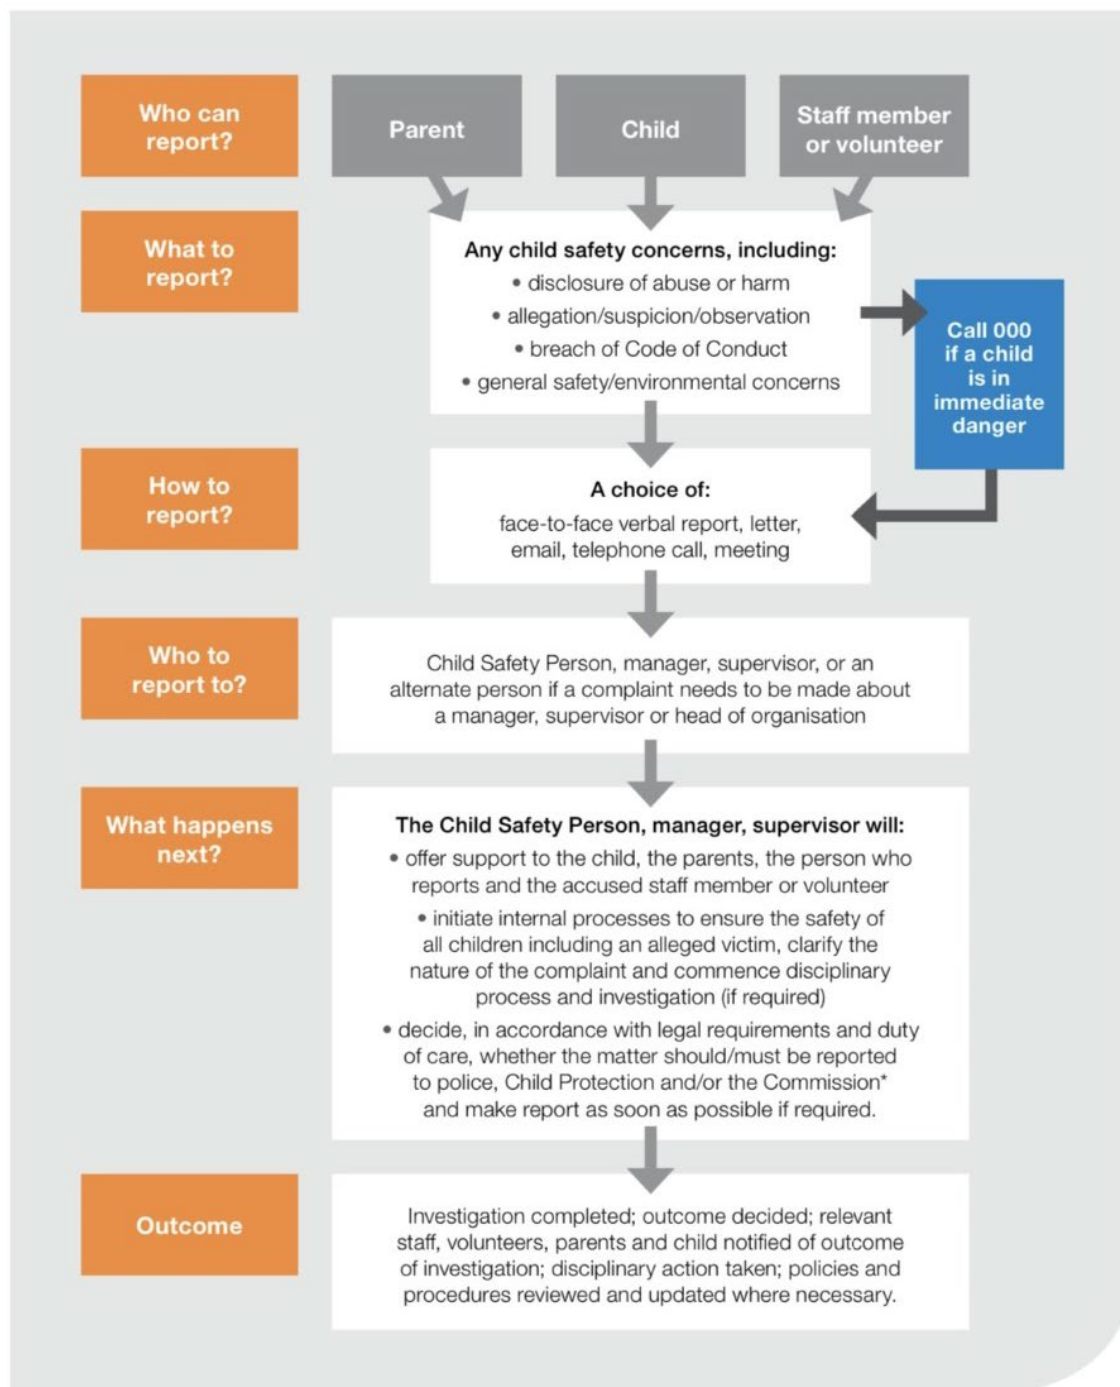 Who can
report?
Parent
Child
Staff member
or volunteer
What to
report?
Any child safety concerns, including:
• disclosure of abuse or harm
• allegation/suspicion/observation
• breach of Code of Conduct
• general safety/environmental concerns
Call 000
if a child
is in
immediate
danger
How to
report?
A choice of:
face-to-face verbal report, letter,
email, telephone call, meeting
Who to
report to?
Child Safety Person, manager, supervisor, or an
alternate person if a complaint needs to be made about
a manager, supervisor or head of organisation
What happens
next?
The Child Safety Person, manager, supervisor will:
• offer support to the child, the parents, the person who
reports and the accused staff member or volunteer
• initiate internal processes to ensure the safety of
all children including an alleged victim, clarify the
nature of the complaint and commence disciplinary
process and investigation (if required)
• decide, in accordance with legal requirements and duty
of care, whether the matter should/must be reported
to police, Child Protection and/or the Commission*
and make report as soon as possible if required.
Outcome
Investigation completed; outcome decided; relevant
staff, volunteers, parents and child notified of outcome
of investigation; disciplinary action taken; policies and
procedures reviewed and updated where necessary.